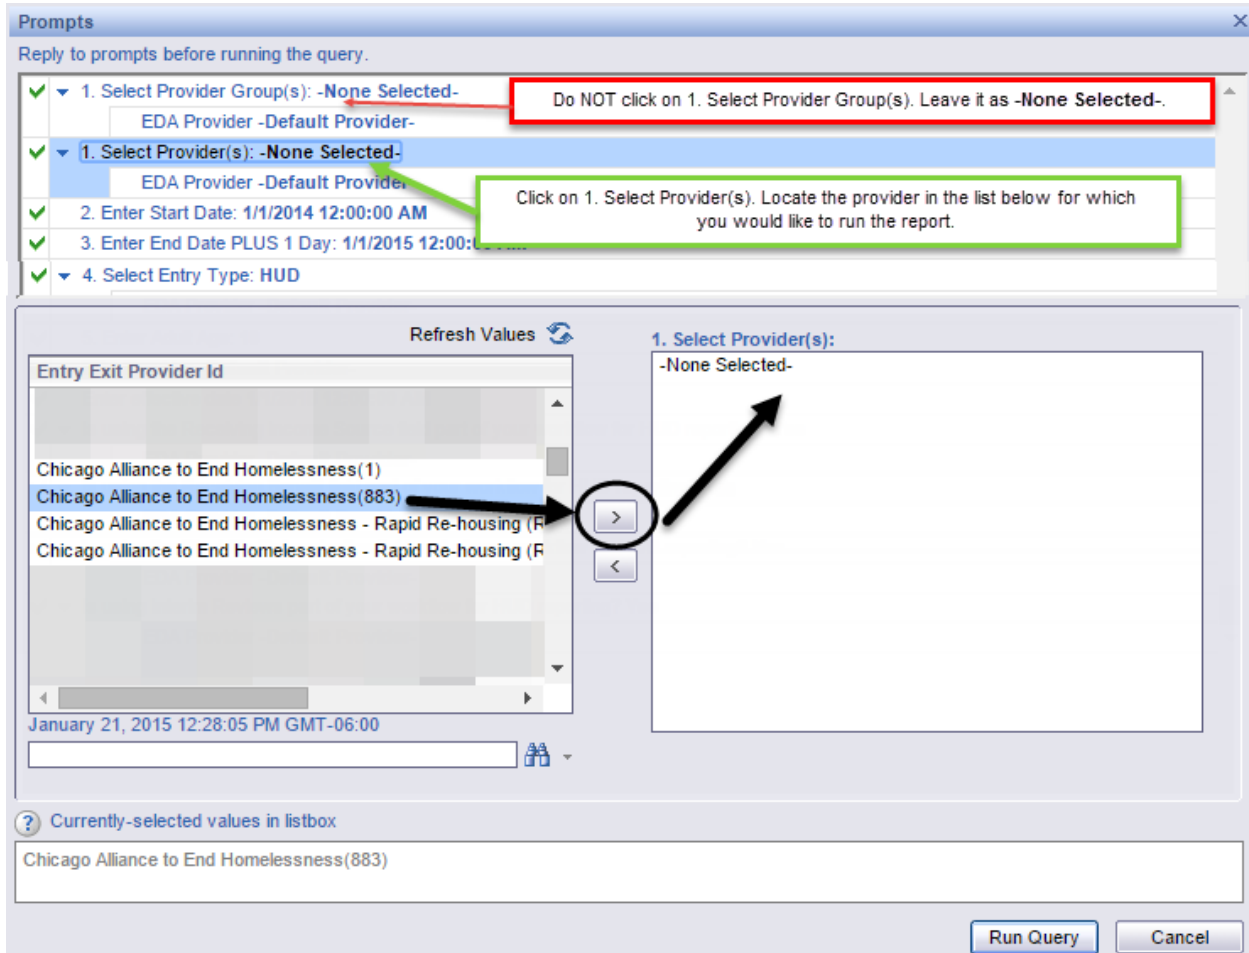 Prompts
Reply to prompts before running the query.
1. Select Provider Group(s): -None Selected-
Do NOT click on 1. Select Provider Group(s). Leave it as -None Selected-.
EDA Provider -Default Provider-
1. Select Provider(s): -None Selected-
EDA Provider -Default Provider
Click on 1. Select Provider(s). Locate the provider in the list below for which
you would like to run the report.
2. Enter Start Date: 1/1/2014 12:00:00 AM
3. Enter End Date PLUS 1 Day: 1/1/2015 12:00:00 AM
4. Select Entry Type: HUD
Refresh Values
Entry Exit Provider Id
Chicago Alliance to End Homelessness(1)
Chicago Alliance to End Homelessness(883)
Chicago Alliance to End Homelessness - Rapid Re-housing (R
Chicago Alliance to End Homelessness - Rapid Re-housing (R
January 21, 2015 12:28:05 PM GMT-06:00
>
<
1. Select Provider(s):
-None Selected-
Currently-selected values in listbox
Chicago Alliance to End Homelessness(883)
Run Query
Cancel